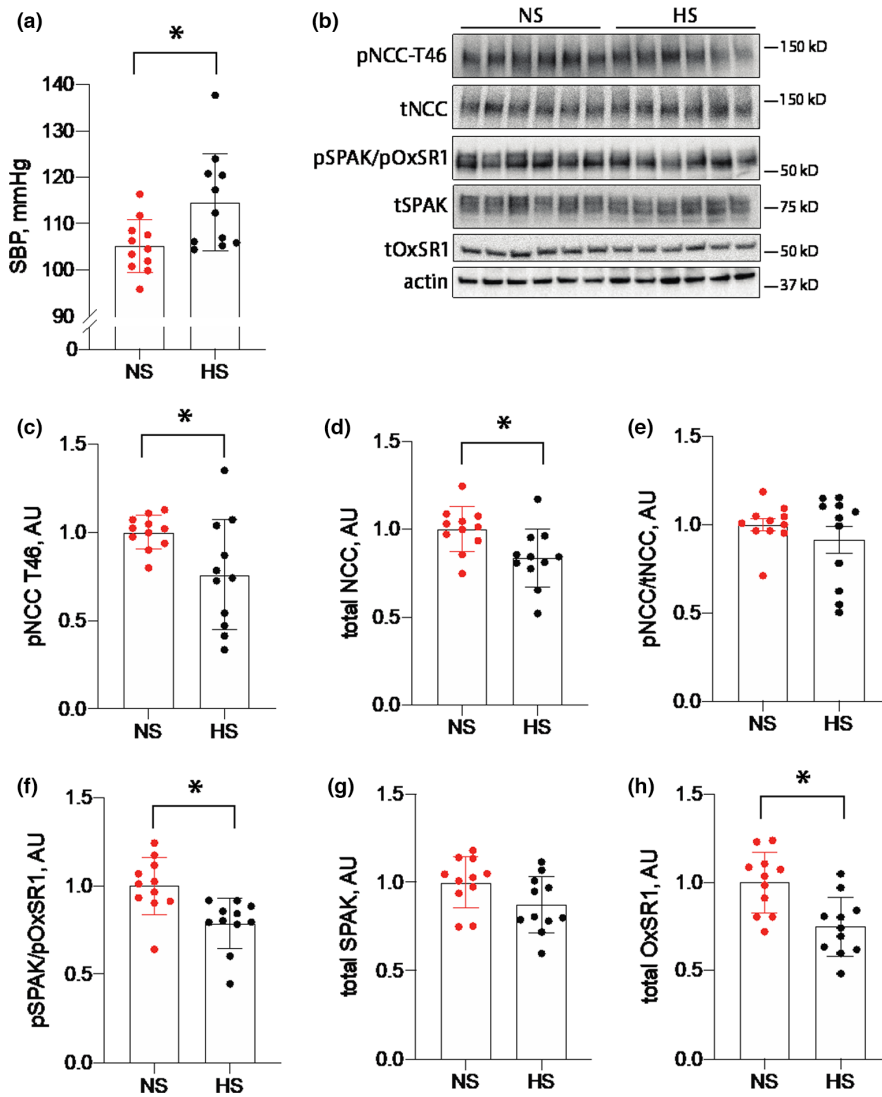 (a)
*
SBP, mmHg
140
130
120
110
100
90
0
NS HS
(b)
NS HS
pNCC-T46
150 kD
tNCC
150 kD
pSPAK/pOxSR1
50 kD
tSPAK
75 kD
tOxSR1
50 kD
actin
37 kD
(c)
*
pNCC T46, AU
1.5
1.0
0.5
0.0
NS HS
(d)
*
total NCC, AU
1.5
1.0
0.5
0.0
NS HS
(e)
pNCC/tNCC, AU
1.5
1.0
0.5
0.0
NS HS
(f)
*
pSPAK/pOxSR1, AU
1.5
1.0
0.5
0.0
NS HS
(g)
total SPAK, AU
1.5
1.0
0.5
0.0
NS HS
(h)
*
total OxSR1, AU
1.5
1.0
0.5
0.0
NS HS